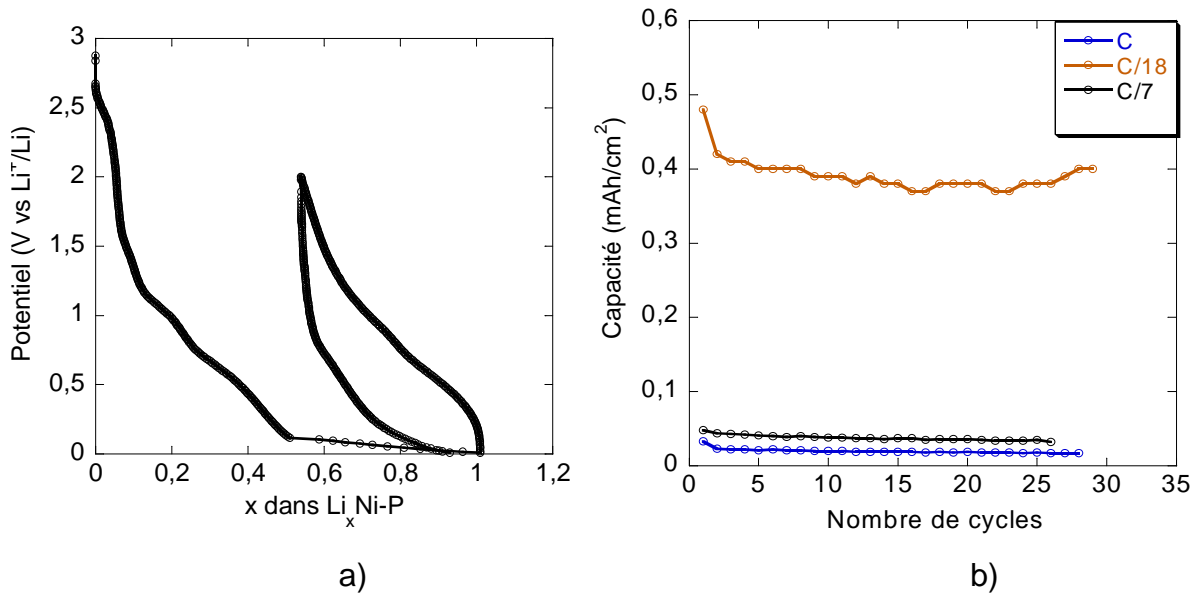 3
2,5
2
1,5
1
0,5
0
Potentiel (V vs Li⁺/Li)
0 0,2 0,4 0,6 0,8 1 1,2
x dans LiₓNi-P
a)
0,6
0,5
0,4
0,3
0,2
0,1
0
Capacité (mAh/cm²)
C
C/18
C/7
0 5 10 15 20 25 30 35
Nombre de cycles
b)